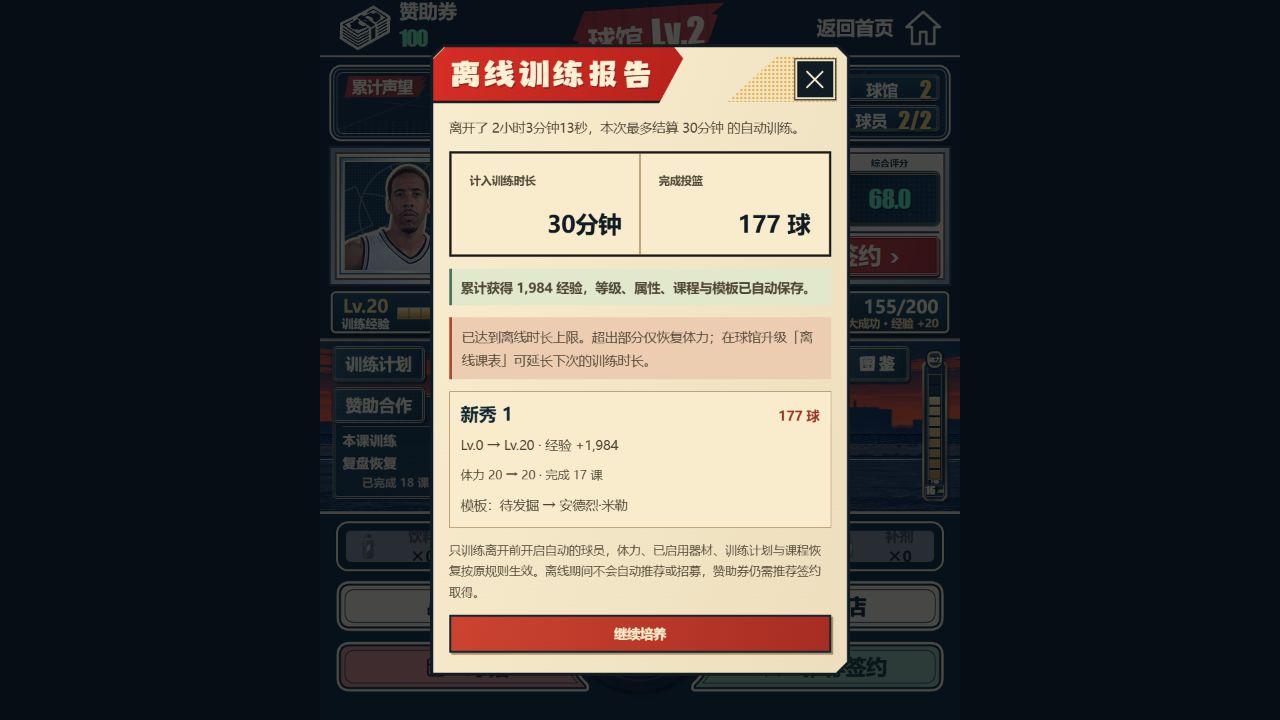 赞助券
100
球馆 Lv.2
返回首页
累计声望
球馆 2
球员 2/2
综合评分
68.0
签约 ›
Lv.20
训练经验
155/200
大成功·经验 +20
训练计划
赞助合作
图鉴
本课训练
复盘恢复
已完成 18 课
离线训练报告
离开了 2小时3分钟13秒，本次最多结算 30分钟 的自动训练。
计入训练时长
30分钟
完成投篮
177 球
累计获得 1,984 经验，等级、属性、课程与模板已自动保存。
已达到离线时长上限。超出部分仅恢复体力；在球馆升级「离
线课表」可延长下次的训练时长。
新秀 1
177 球
Lv.0 → Lv.20 · 经验 +1,984
体力 20 → 20 · 完成 17 课
模板：待发掘 → 安德烈·米勒
只训练离开前开启自动的球员，体力、已启用器材、训练计划与课程恢
复按原规则生效。离线期间不会自动推荐或招募，赞助券仍需推荐签约
取得。
继续培养
补剂
×0
店
签约